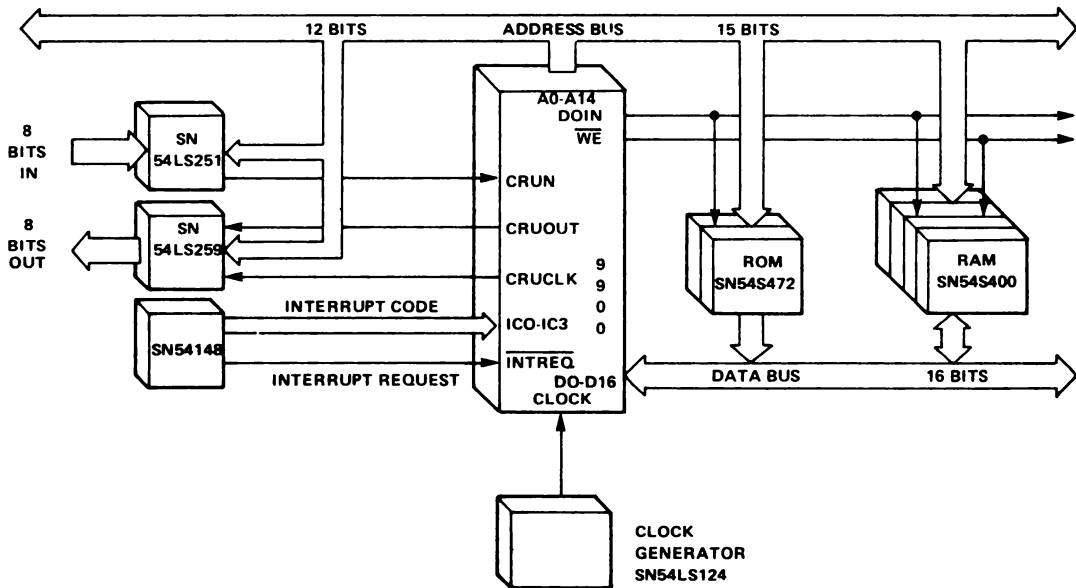 12 BITS
ADDRESS BUS
15 BITS
8
BITS
IN
SN
54LS251
8
BITS
OUT
SN
54LS259
SN54148
INTERRUPT CODE
INTERRUPT REQUEST
A0-A14
DOIN
WE
CRUN
CRUOUT
CRUCLK
ICO-IC3
INTREQ
DO-D16
CLOCK
9
9
0
0
ROM
SN54S472
RAM
SN54S400
DATA BUS
16 BITS
CLOCK
GENERATOR
SN54LS124